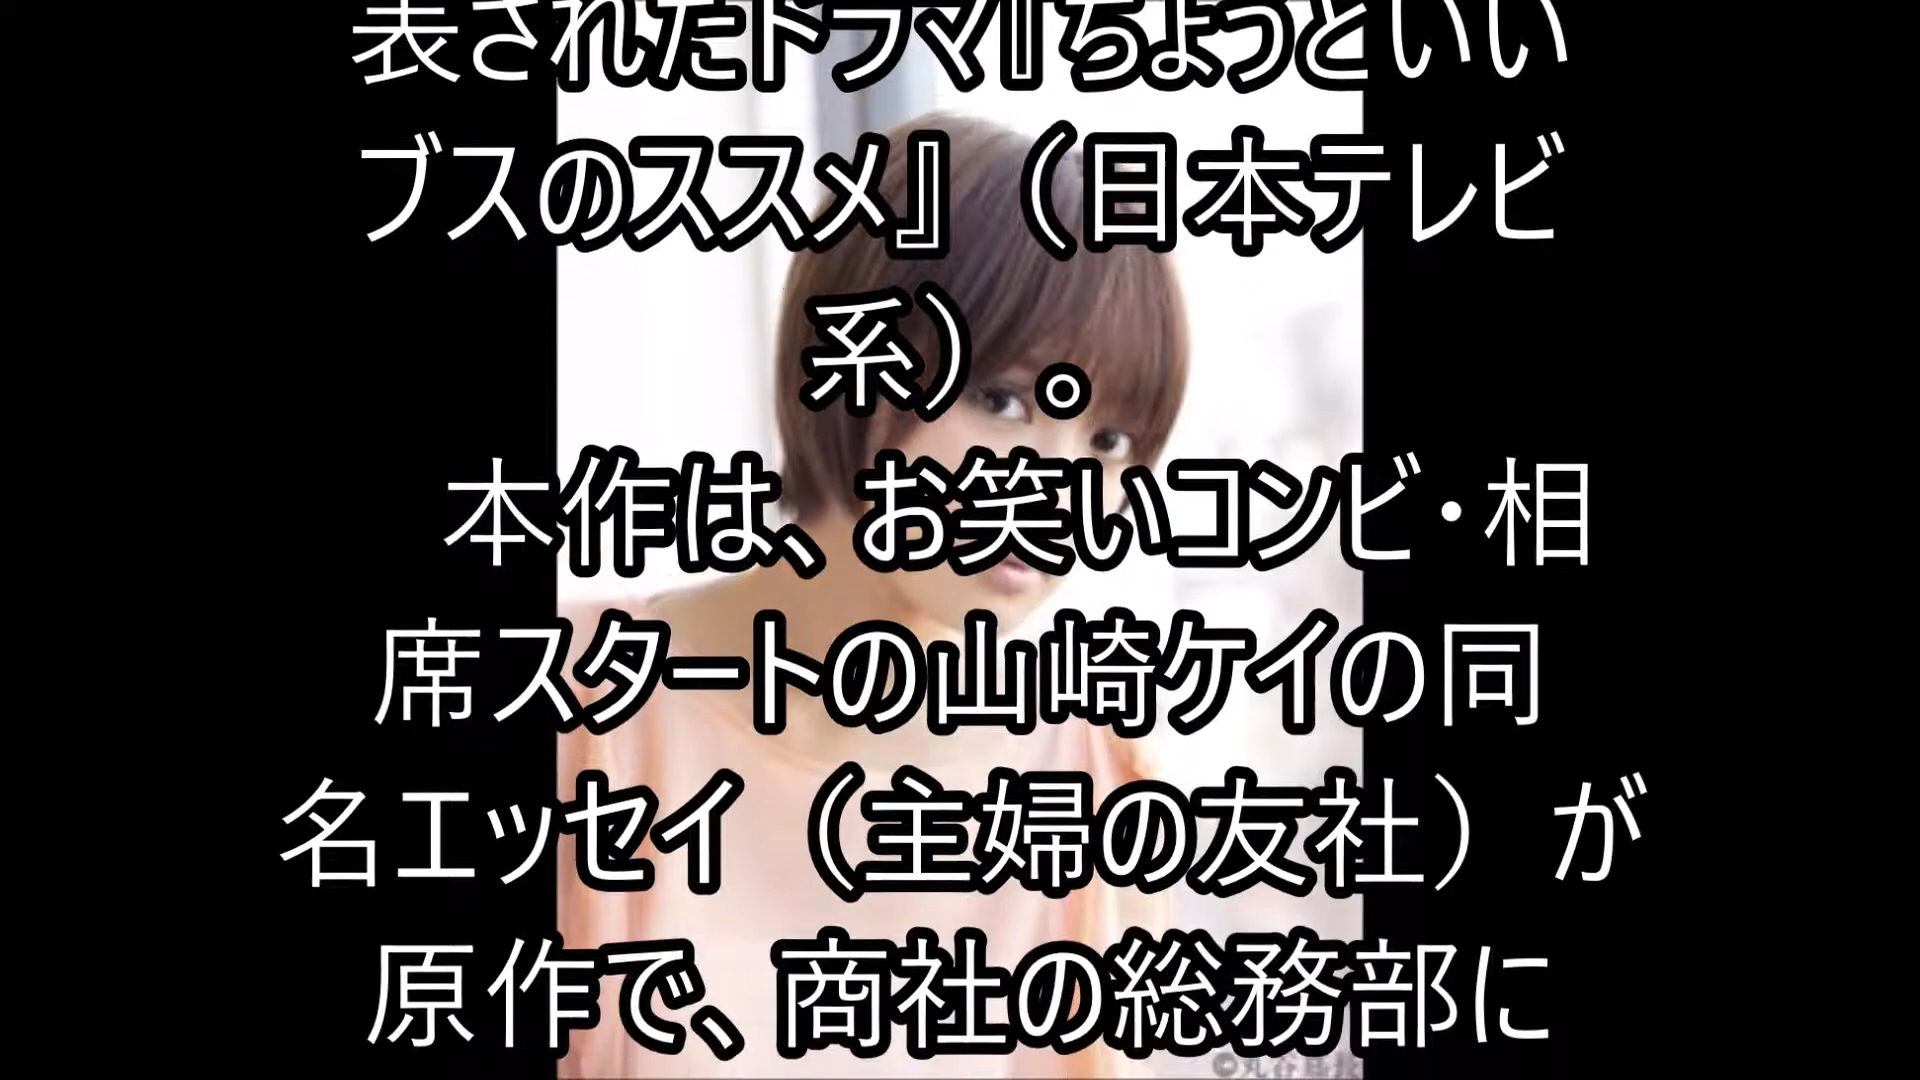 表されたドラマ『ちょうどいい
ブスのススメ』（日本テレビ
系）。
本作は、お笑いコンビ・相
席スタートの山崎ケイの同
名エッセイ（主婦の友社）が
原作で、商社の総務部に